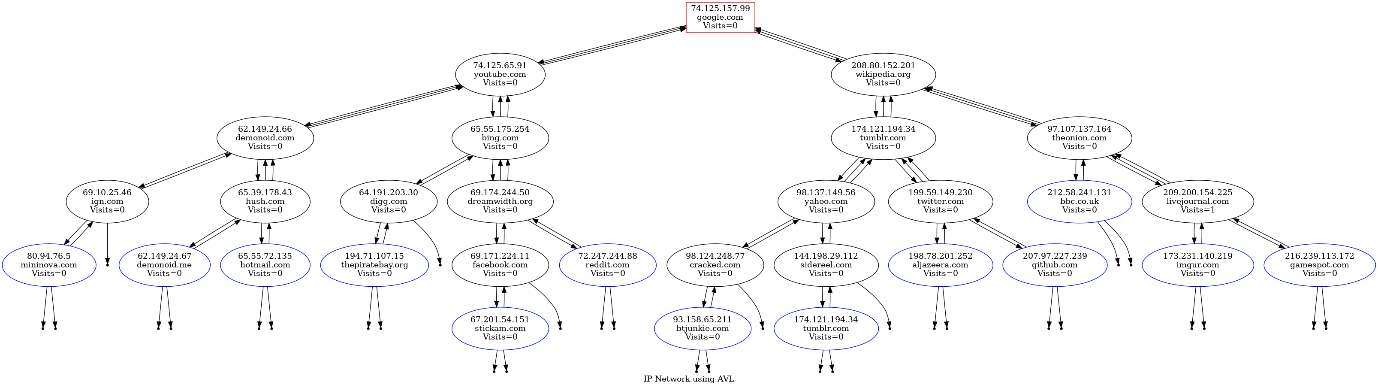 74.125.157.99
google.com
Visits=0
74.125.65.91
youtube.com
Visits=0
208.80.152.201
wikipedia.org
Visits=0
62.149.24.66
demonoid.com
Visits=0
65.55.175.254
bing.com
Visits=0
174.121.194.34
tumblr.com
Visits=0
97.107.137.164
theonion.com
Visits=0
69.10.25.46
ign.com
Visits=0
65.39.178.43
hush.com
Visits=0
64.191.203.30
digg.com
Visits=0
69.174.244.50
dreamwidth.org
Visits=0
98.137.149.56
yahoo.com
Visits=0
199.59.149.230
twitter.com
Visits=0
212.58.241.131
bbc.co.uk
Visits=0
209.200.154.225
livejournal.com
Visits=1
80.94.76.5
mininova.com
Visits=0
62.149.24.67
demonoid.me
Visits=0
65.55.72.135
hotmail.com
Visits=0
194.71.107.15
thepiratebay.org
Visits=0
69.171.224.11
facebook.com
Visits=0
72.247.244.88
reddit.com
Visits=0
98.124.248.77
cracked.com
Visits=0
144.198.29.112
sidereel.com
Visits=0
198.78.201.252
aljazeera.com
Visits=0
207.97.227.239
github.com
Visits=0
173.231.140.219
imgur.com
Visits=0
216.239.113.172
gamespot.com
Visits=0
67.201.54.151
stickam.com
Visits=0
93.158.65.211
btjunkie.com
Visits=0
174.121.194.34
tumblr.com
Visits=0
IP Network using AVL